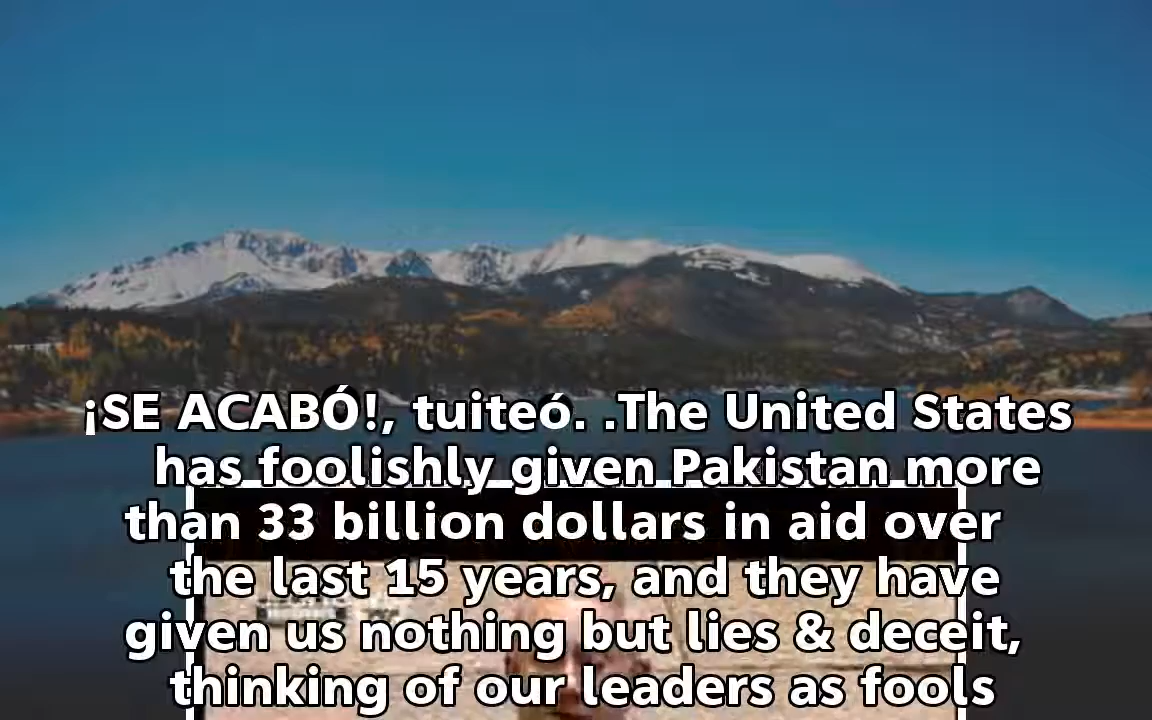 ¡SE ACABÓ!, tuiteó. .The United States
has foolishly given Pakistan more
than 33 billion dollars in aid over
the last 15 years, and they have
given us nothing but lies & deceit,
thinking of our leaders as fools